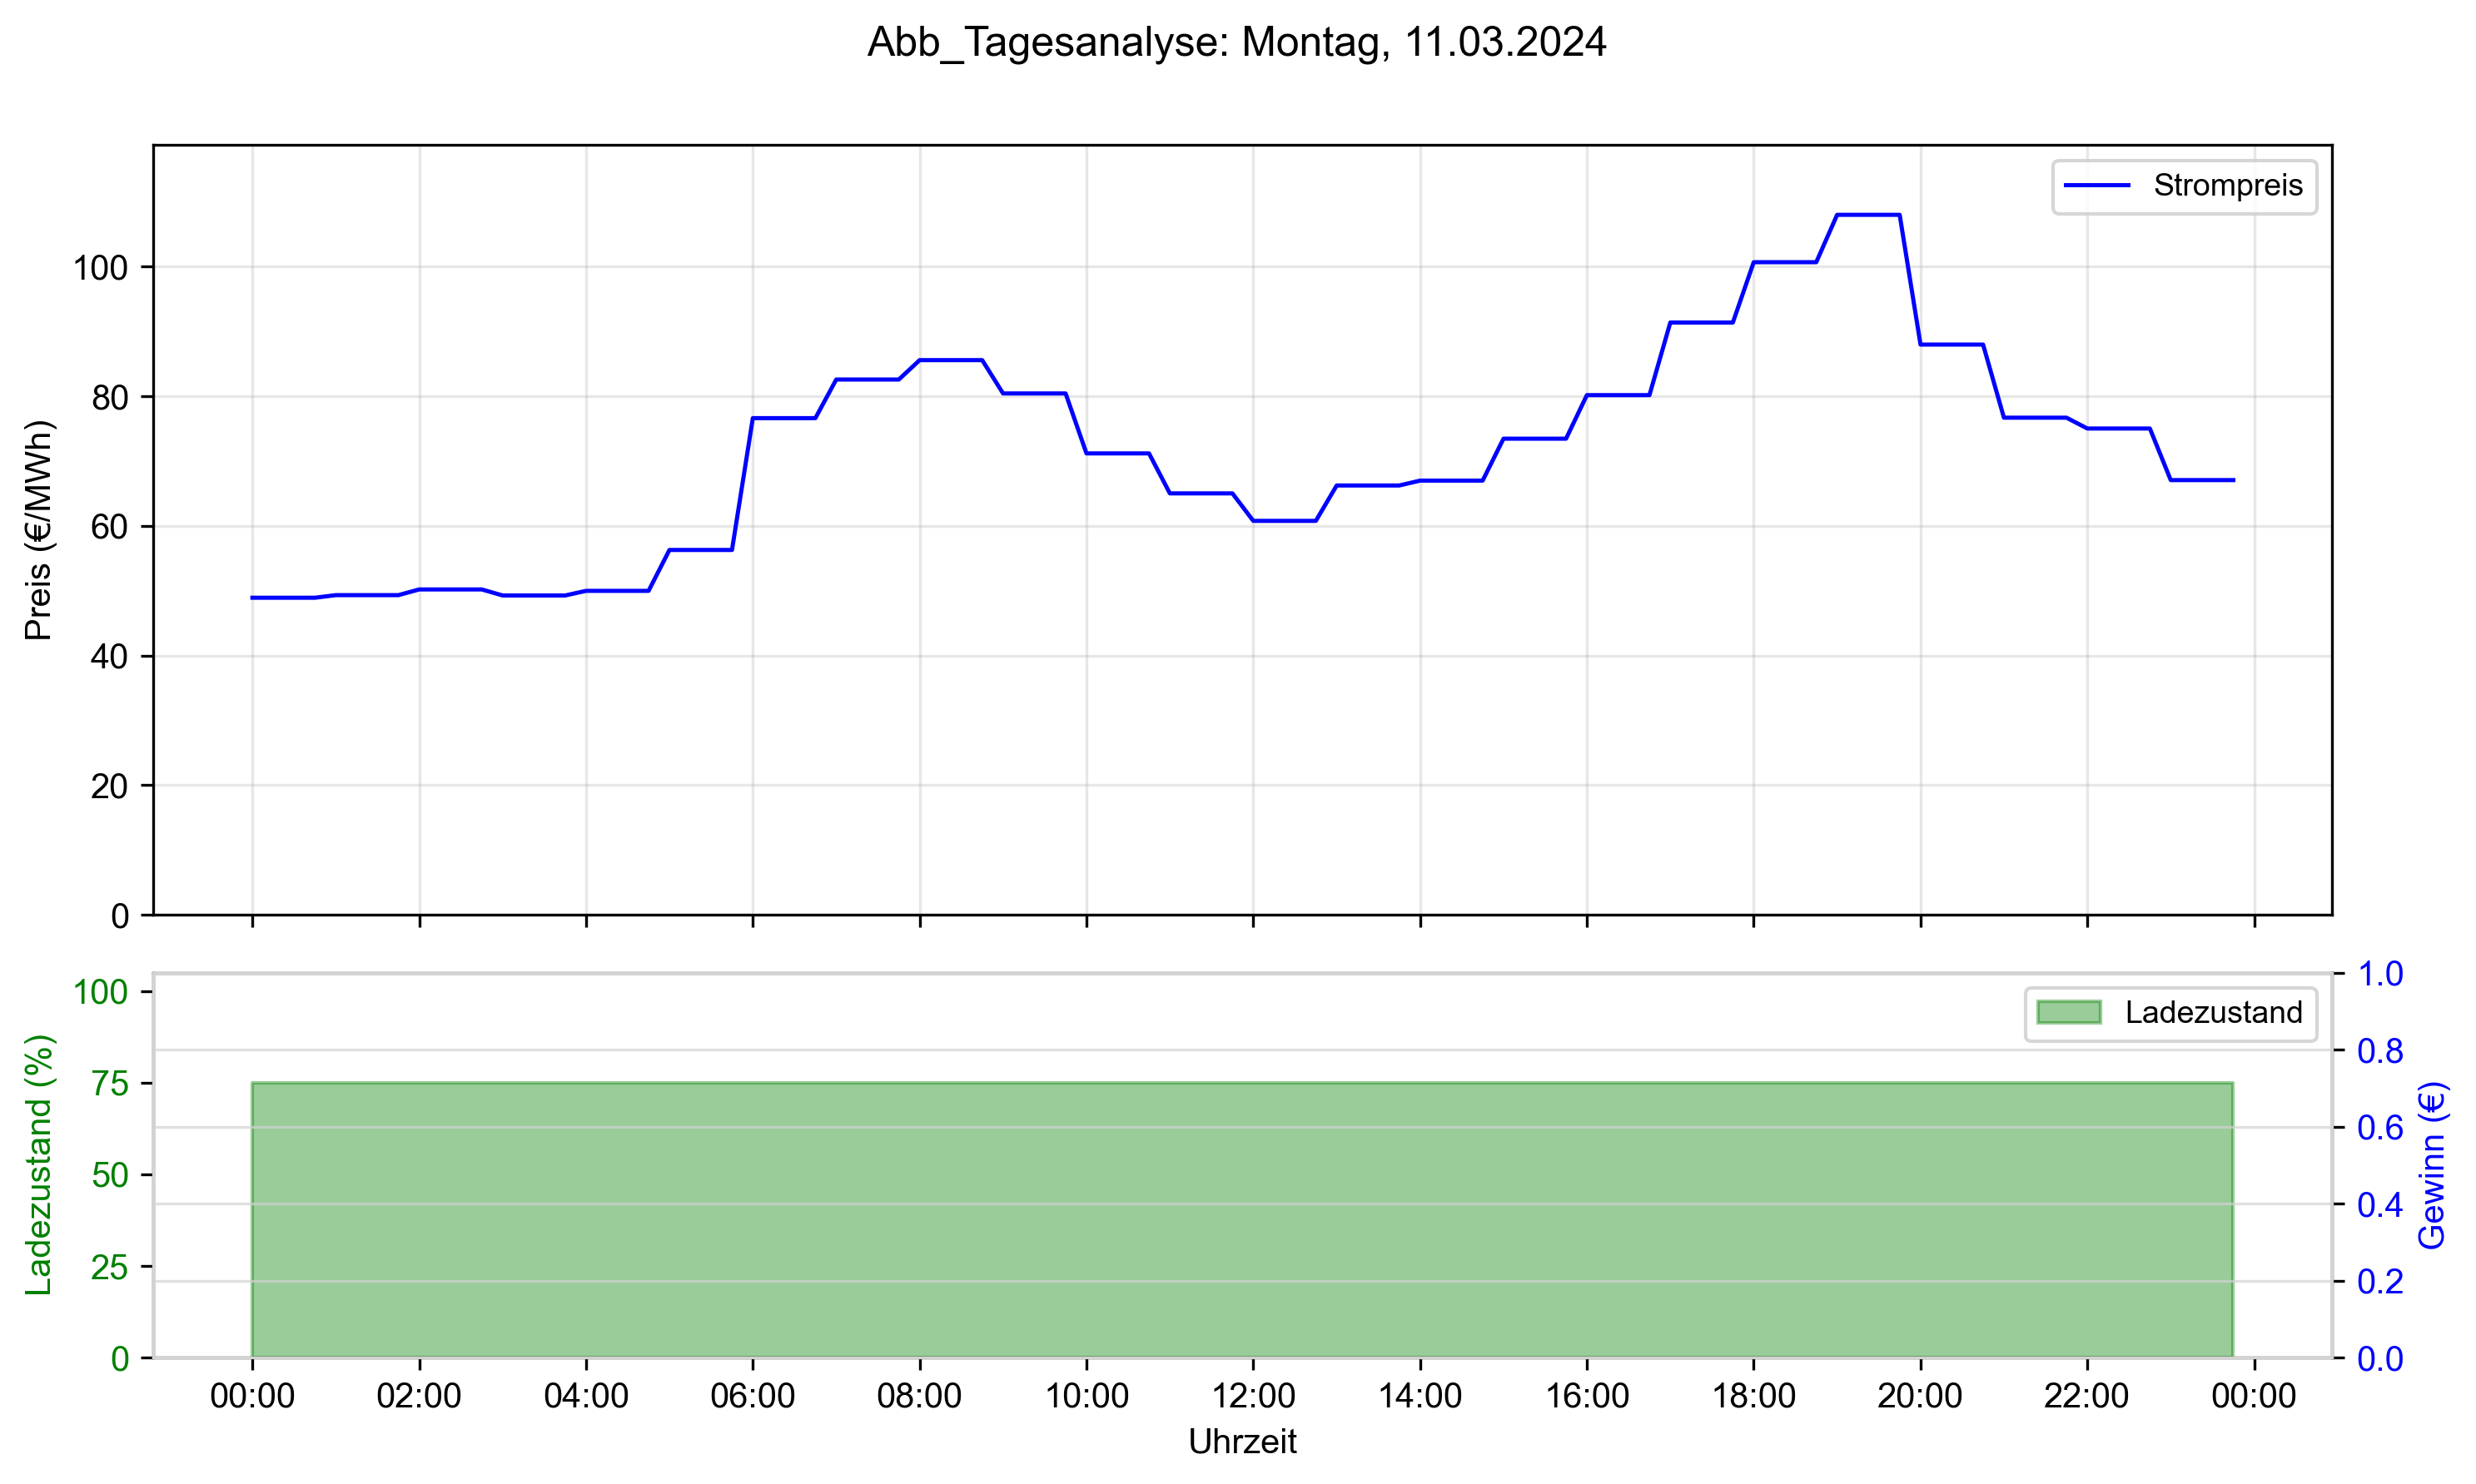 Abb_Tagesanalyse: Montag, 11.03.2024
Strompreis
Preis (€/MWh)
100
80
60
40
20
0
Ladezustand
Ladezustand (%)
100
75
50
25
0
1.0
0.8
0.6
0.4
0.2
0.0
Gewinn (€)
00:00 02:00 04:00 06:00 08:00 10:00 12:00 14:00 16:00 18:00 20:00 22:00 00:00
Uhrzeit